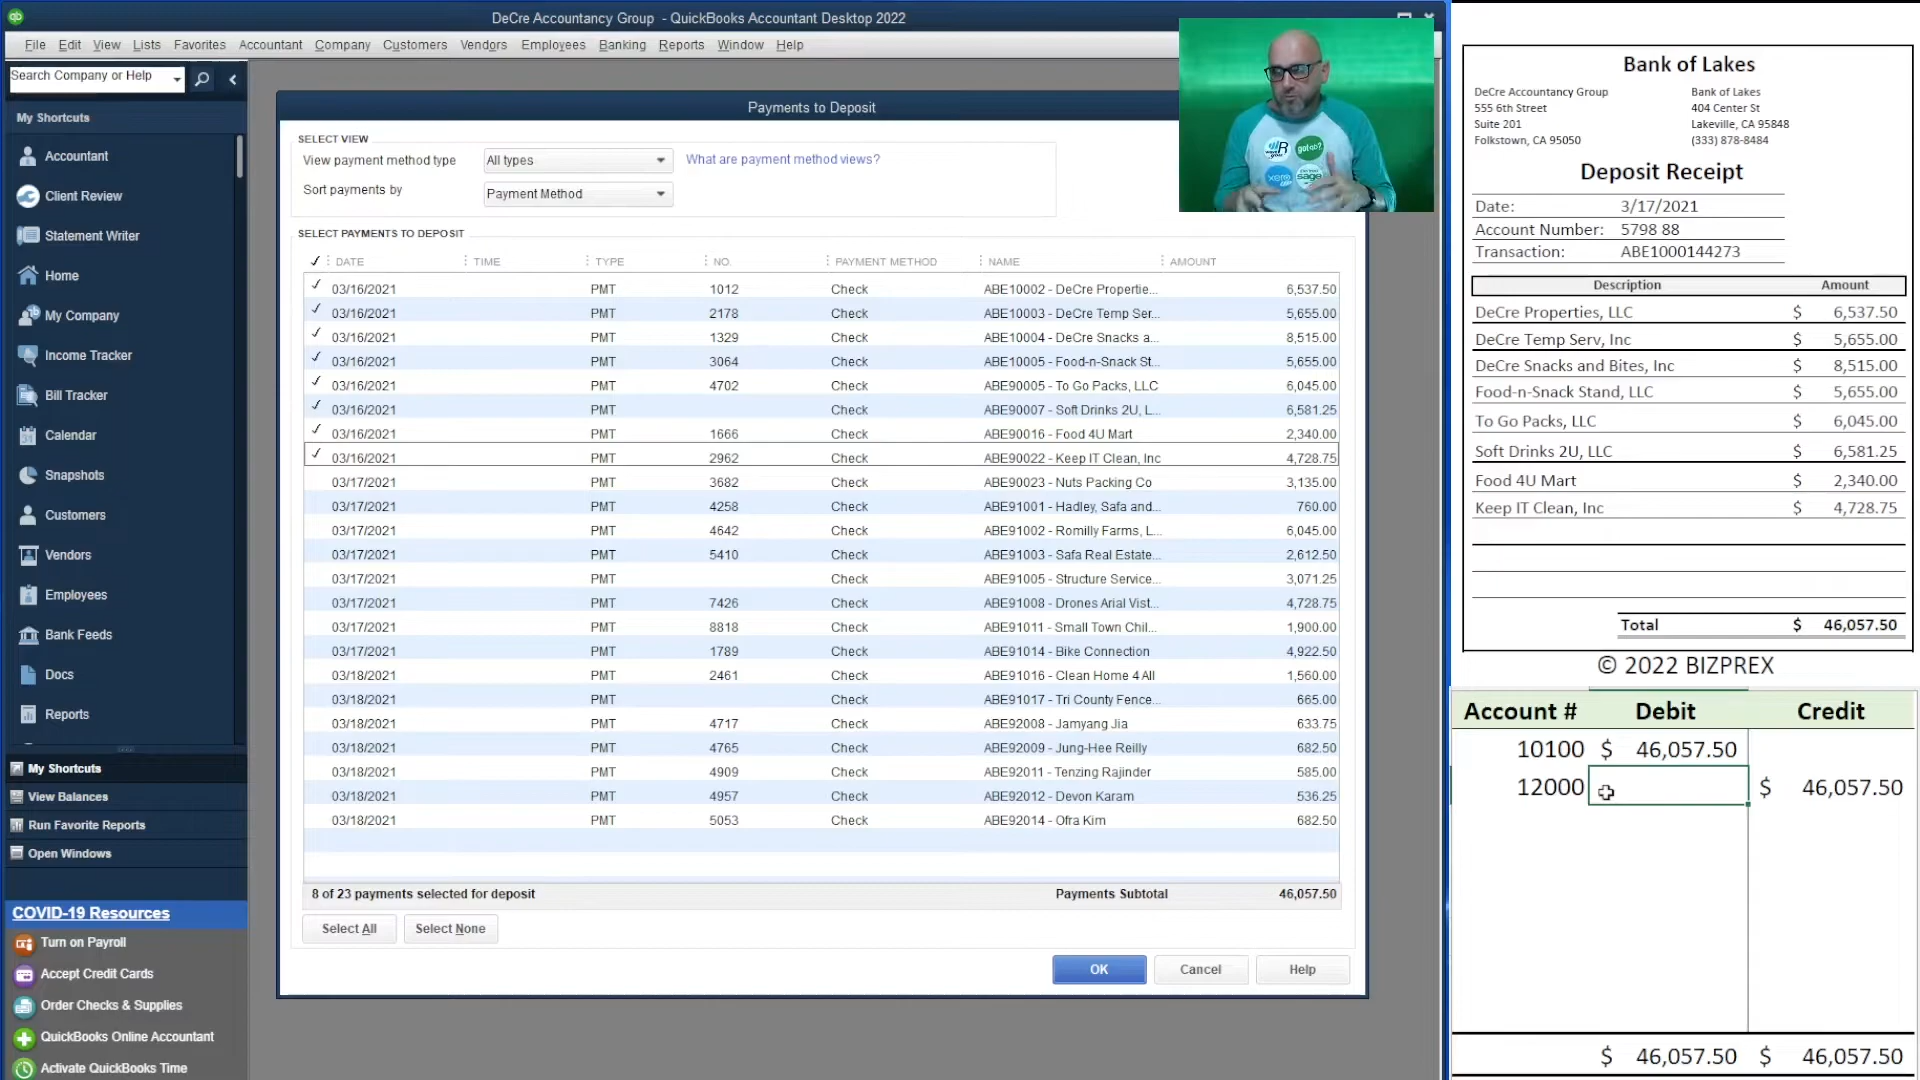 DeCre Accountancy Group - QuickBooks Accountant Desktop 2022
File Edit View Lists Favorites Accountant Company Customers Vendors Employees Banking Reports Window Help
Search Company or Help
My Shortcuts
Accountant
Client Review
Statement Writer
Home
My Company
Income Tracker
Bill Tracker
Calendar
Snapshots
Customers
Vendors
Employees
Bank Feeds
Docs
Reports
My Shortcuts
View Balances
Run Favorite Reports
Open Windows
COVID-19 Resources
Turn on Payroll
Accept Credit Cards
Order Checks & Supplies
QuickBooks Online Accountant
Activate QuickBooks Time
Payments to Deposit
SELECT VIEW
View payment method type All types What are payment method views?
Sort payments by Payment Method
SELECT PAYMENTS TO DEPOSIT
✓ DATE TIME TYPE NO. PAYMENT METHOD NAME AMOUNT
✓ 03/16/2021 PMT 1012 Check ABE10002 - DeCre Propertie... 6,537.50
✓ 03/16/2021 PMT 2178 Check ABE10003 - DeCre Temp Ser... 5,655.00
✓ 03/16/2021 PMT 1329 Check ABE10004 - DeCre Snacks a... 8,515.00
✓ 03/16/2021 PMT 3064 Check ABE10005 - Food-n-Snack St... 5,655.00
✓ 03/16/2021 PMT 4702 Check ABE90005 - To Go Packs, LLC 6,045.00
✓ 03/16/2021 PMT Check ABE90007 - Soft Drinks 2U, L... 6,581.25
✓ 03/16/2021 PMT 1666 Check ABE90016 - Food 4U Mart 2,340.00
✓ 03/16/2021 PMT 2962 Check ABE90022 - Keep IT Clean, Inc 4,728.75
03/17/2021 PMT 3682 Check ABE90023 - Nuts Packing Co 3,135.00
03/17/2021 PMT 4258 Check ABE91001 - Hadley, Safa and... 760.00
03/17/2021 PMT 4642 Check ABE91002 - Romilly Farms, L... 6,045.00
03/17/2021 PMT 5410 Check ABE91003 - Safa Real Estate... 2,612.50
03/17/2021 PMT Check ABE91005 - Structure Service... 3,071.25
03/17/2021 PMT 7426 Check ABE91008 - Drones Arial Vist... 4,728.75
03/17/2021 PMT 8818 Check ABE91011 - Small Town Chil... 1,900.00
03/17/2021 PMT 1789 Check ABE91014 - Bike Connection 4,922.50
03/18/2021 PMT 2461 Check ABE91016 - Clean Home 4 All 1,560.00
03/18/2021 PMT Check ABE91017 - Tri County Fence... 665.00
03/18/2021 PMT 4717 Check ABE92008 - Jamyang Jia 633.75
03/18/2021 PMT 4765 Check ABE92009 - Jung-Hee Reilly 682.50
03/18/2021 PMT 4909 Check ABE92011 - Tenzing Rajinder 585.00
03/18/2021 PMT 4957 Check ABE92012 - Devon Karam 536.25
03/18/2021 PMT 5053 Check ABE92014 - Ofra Kim 682.50
8 of 23 payments selected for deposit Payments Subtotal 46,057.50
Select All Select None
OK Cancel Help
got qb?
xero
sage
Bank of Lakes
DeCre Accountancy Group Bank of Lakes
555 6th Street 404 Center St
Suite 201 Lakeville, CA 95848
Folkstown, CA 95050 (333) 878-8484
Deposit Receipt
Date: 3/17/2021
Account Number: 5798 88
Transaction: ABE1000144273
Description Amount
DeCre Properties, LLC $ 6,537.50
DeCre Temp Serv, Inc $ 5,655.00
DeCre Snacks and Bites, Inc $ 8,515.00
Food-n-Snack Stand, LLC $ 5,655.00
To Go Packs, LLC $ 6,045.00
Soft Drinks 2U, LLC $ 6,581.25
Food 4U Mart $ 2,340.00
Keep IT Clean, Inc $ 4,728.75
Total $ 46,057.50
© 2022 BIZPREX
Account # Debit Credit
10100 $ 46,057.50
12000 $ 46,057.50
$ 46,057.50 $ 46,057.50